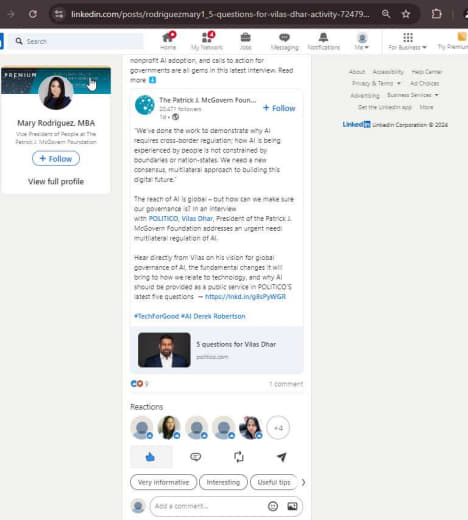 linkedin.com/posts/rodriguezmary1_5-questions-for-vilas-dhar-activity-72479...
Search
Home
My Network
Jobs
Messaging
Notifications
Me
For Business
Try Premium
PREMIUM
Mary Rodriguez, MBA
Vice President of People at The
Patrick J. McGovern Foundation
+ Follow
View full profile
nonprofit AI adoption, and calls to action for
governments are all gems in this latest interview. Read
more
The Patrick J. McGovern Foun...
20,471 followers
1d •
+ Follow
"We've done the work to demonstrate why AI
requires cross-border regulation; how AI is being
experienced by people is not constrained by
boundaries or nation-states. We need a new
consensus, multilateral approach to building this
digital future."
The reach of AI is global – but how can we make sure
our governance is? In an interview
with POLITICO, Vilas Dhar, President of the Patrick J.
McGovern Foundation addresses an urgent need:
multilateral regulation of AI.
Hear directly from Vilas on his vision for global
governance of AI, the fundamental changes it will
bring to how we relate to technology, and why AI
should be provided as a public service in POLITICO'S
latest five questions
#TechForGood #AI Derek Robertson
5 questions for Vilas Dhar
politico.com
9
1 comment
Reactions
+4
Very informative
Interesting
Useful tips
Add a comment...
About Accessibility Help Center
Privacy & Terms Ad Choices
Advertising Business Services
Get the LinkedIn app More
LinkedIn LinkedIn Corporation © 2024